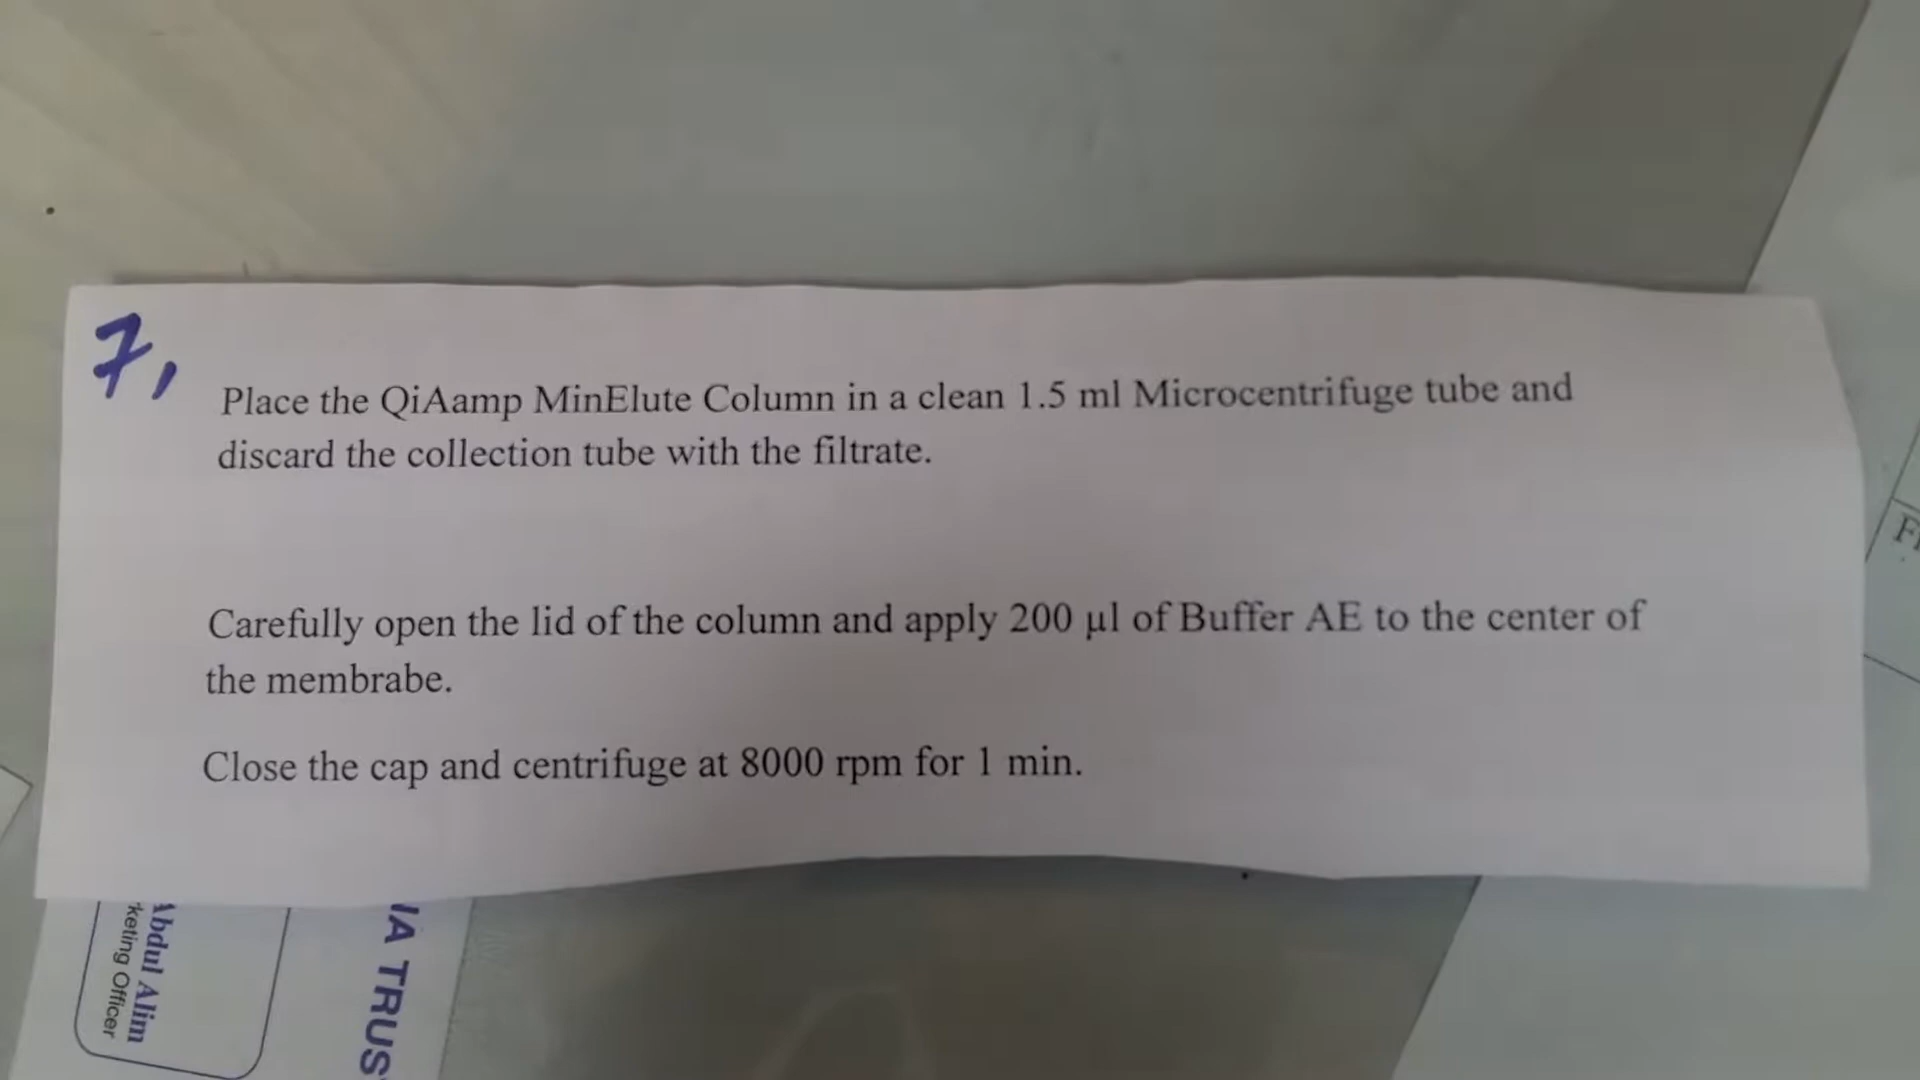 7,
Place the QiAamp MinElute Column in a clean 1.5 ml Microcentrifuge tube and
discard the collection tube with the filtrate.
Carefully open the lid of the column and apply 200 µl of Buffer AE to the center of
the membrabe.
Close the cap and centrifuge at 8000 rpm for 1 min.
Abdul Alim
keting Officer
IA TRUS